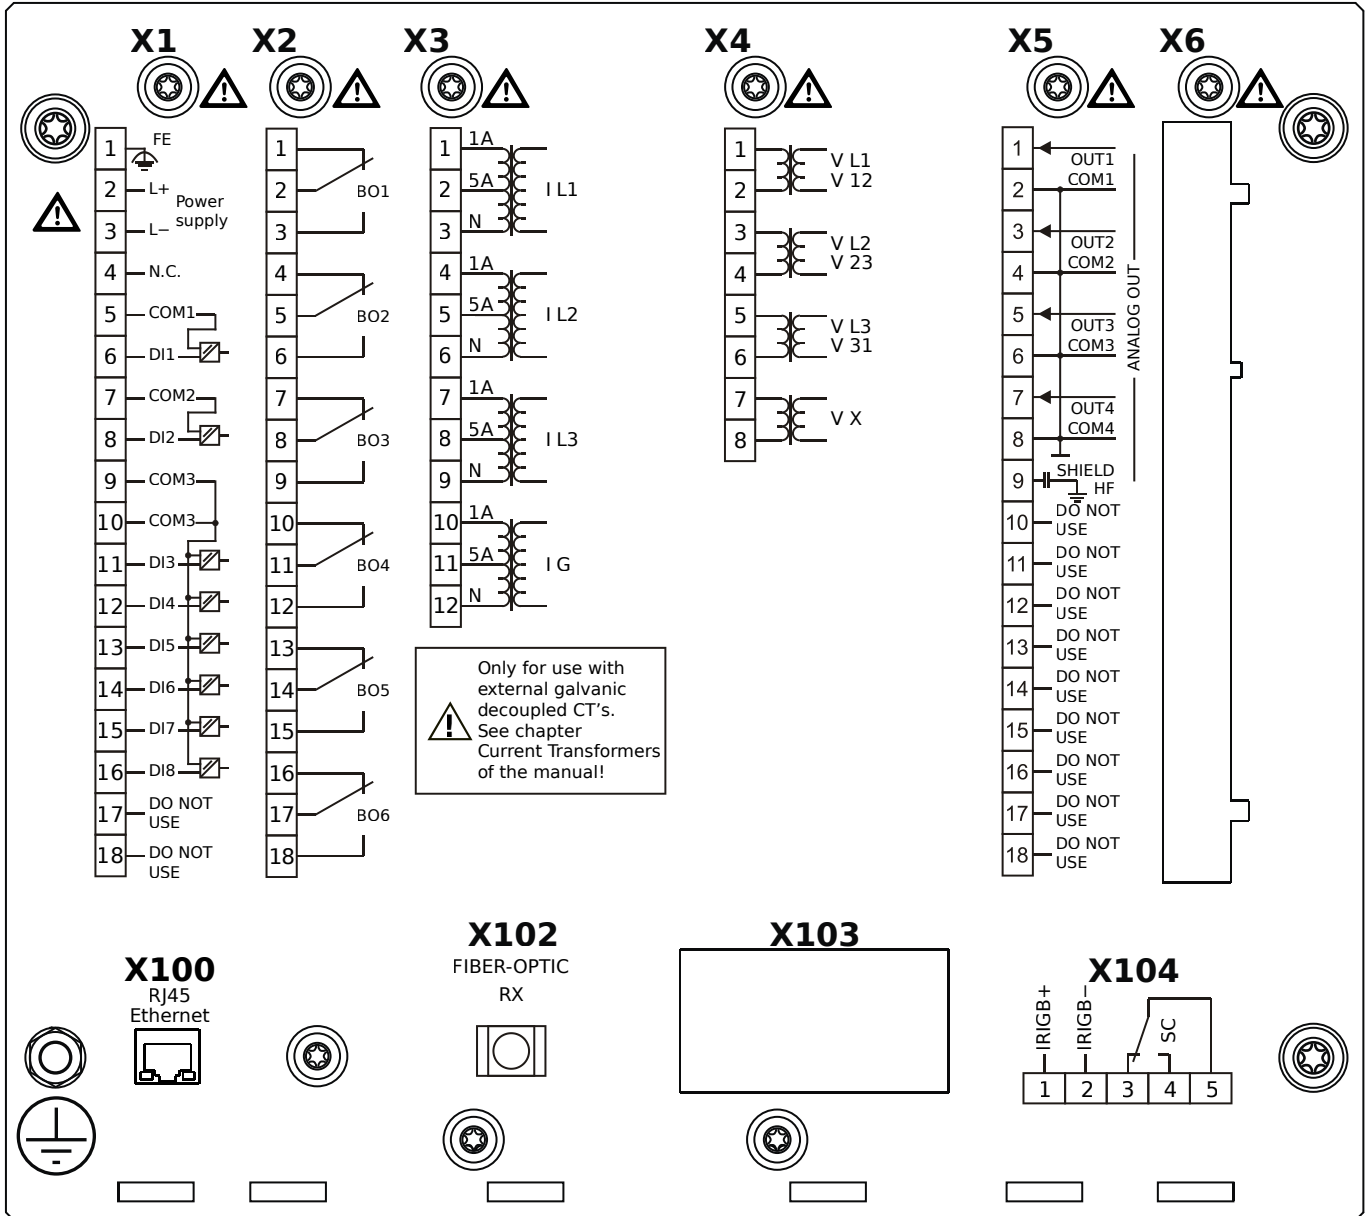 X1
X2
X3
X4
X5
X6
1 FE
2 L+
Power
supply
3 L−
4 N.C.
5 COM1
6 DI1
7 COM2
8 DI2
9 COM3
10 COM3
11 DI3
12 DI4
13 DI5
14 DI6
15 DI7
16 DI8
17 DO NOT
USE
18 DO NOT
USE
1
2 BO1
3
4
5 BO2
6
7
8 BO3
9
10
11 BO4
12
13
14 BO5
15
16
17 BO6
18
1 1A
2 5A I L1
3 N
4 1A
5 5A I L2
6 N
7 1A
8 5A I L3
9 N
10 1A
11 5A I G
12 N
Only for use with
external galvanic
decoupled CT's.
See chapter
Current Transformers
of the manual!
1 V L1
2 V 12
3 V L2
4 V 23
5 V L3
6 V 31
7 V X
8
1 OUT1
2 COM1
3 OUT2
4 COM2
5 OUT3
6 COM3
7 OUT4
8 COM4
ANALOG OUT
9 SHIELD
HF
10 DO NOT
USE
11 DO NOT
USE
12 DO NOT
USE
13 DO NOT
USE
14 DO NOT
USE
15 DO NOT
USE
16 DO NOT
USE
17 DO NOT
USE
18 DO NOT
USE
X100
RJ45
Ethernet
X102
FIBER-OPTIC
RX
X103
X104
IRIGB+
IRIGB−
SC
1 2 3 4 5